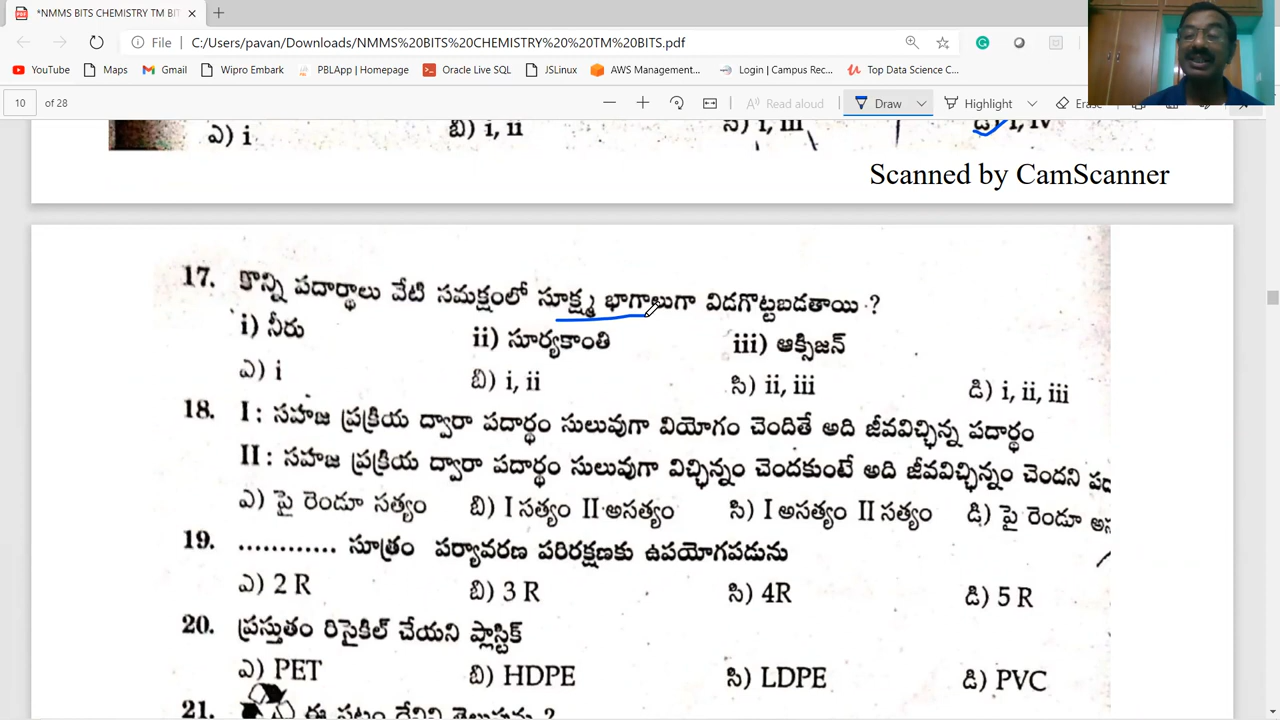 *NMMS BITS CHEMISTRY TM BIT
File C:/Users/pavan/Downloads/NMMS%20BITS%20CHEMISTRY%20%20TM%20BITS.pdf
YouTube Maps Gmail Wipro Embark PBLApp | Homepage Oracle Live SQL JSLinux AWS Management... Login | Campus Rec... Top Data Science C...
10 of 28 Read aloud Draw Highlight Erase
ఎ) i బి) i, ii సి) i, iii డి) i, iv
Scanned by CamScanner
17. కొన్ని పదార్థాలు వేటి సమక్షంలో సూక్ష్మ భాగాలుగా విడగొట్టబడతాయి ?
i) నీరు ii) సూర్యకాంతి iii) ఆక్సిజన్
ఎ) i బి) i, ii సి) ii, iii డి) i, ii, iii
18. I : సహజ ప్రక్రియ ద్వారా పదార్థం సులువుగా వియోగం చెందితే అది జీవవిచ్ఛిన్న పదార్థం
II : సహజ ప్రక్రియ ద్వారా పదార్థం సులువుగా విచ్ఛిన్నం చెందకుంటే అది జీవవిచ్ఛిన్నం చెందని పద
ఎ) పై రెండూ సత్యం బి) I సత్యం II అసత్యం సి) I అసత్యం II సత్యం డి) పై రెండూ అస
19. ............ సూత్రం పర్యావరణ పరిరక్షణకు ఉపయోగపడును
ఎ) 2 R బి) 3 R సి) 4R డి) 5 R
20. ప్రస్తుతం రిసైకిల్ చేయని ప్లాస్టిక్
ఎ) PET బి) HDPE సి) LDPE డి) PVC
21. ఈ పటం దేనిని తెలుపును ?